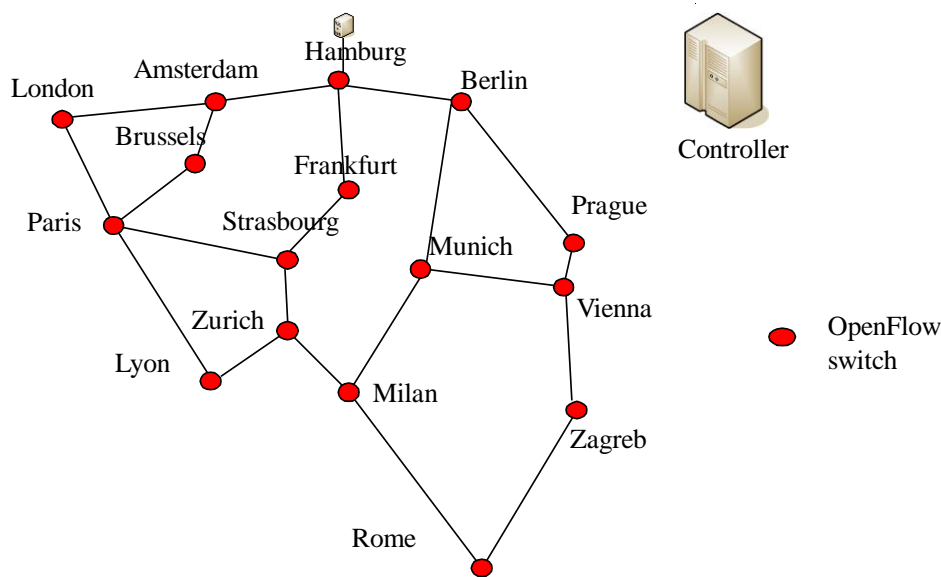 Hamburg
Amsterdam
Berlin
London
Brussels
Controller
Frankfurt
Prague
Paris
Strasbourg
Munich
Vienna
Zurich
OpenFlow
switch
Lyon
Milan
Zagreb
Rome